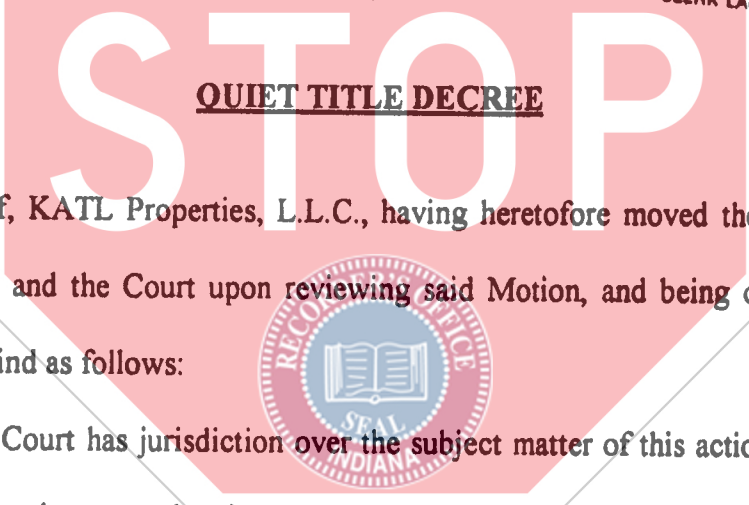 STOP
QUIET TITLE DECREE
f, KATL Properties, L.L.C., having heretofore moved the
and the Court upon reviewing said Motion, and being
ind as follows:
Court has jurisdiction over the subject matter of this actio
RECORDER'S OFFICE
SEAL
INDIANA